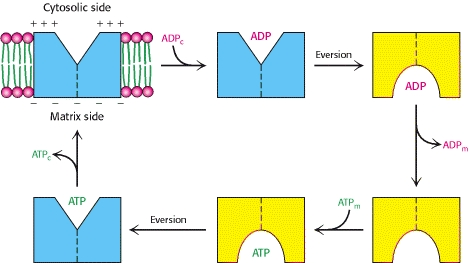 Cytosolic side
+ + + + + +
ADPc
ADP
Eversion
ADP
– – – – –
Matrix side
ADPm
ATPc
ATP
Eversion
ATPm
ATP